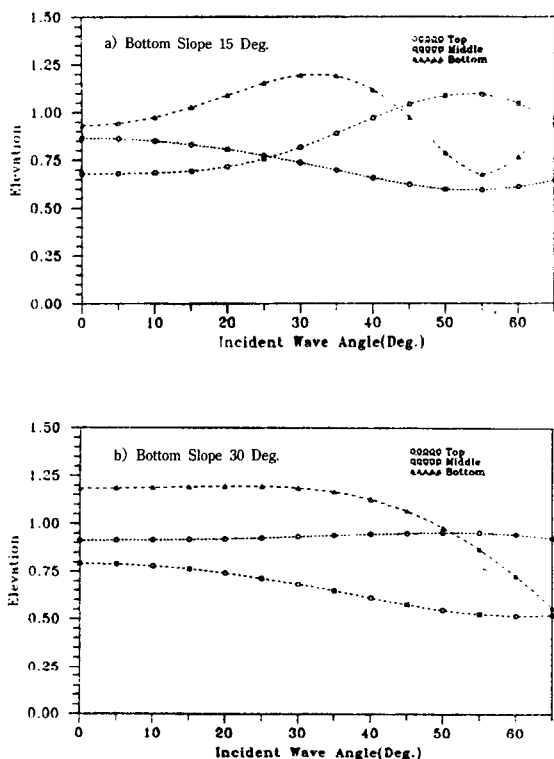 a) Bottom Slope 15 Deg.
Top
Middle
Bottom
1.50
1.25
1.00
0.75
0.50
0.25
0.00
Elevation
0 10 20 30 40 50 60
Incident Wave Angle(Deg.)
b) Bottom Slope 30 Deg.
Top
Middle
Bottom
1.50
1.25
1.00
0.75
0.50
0.25
0.00
Elevation
0 10 20 30 40 50 60
Incident Wave Angle(Deg.)